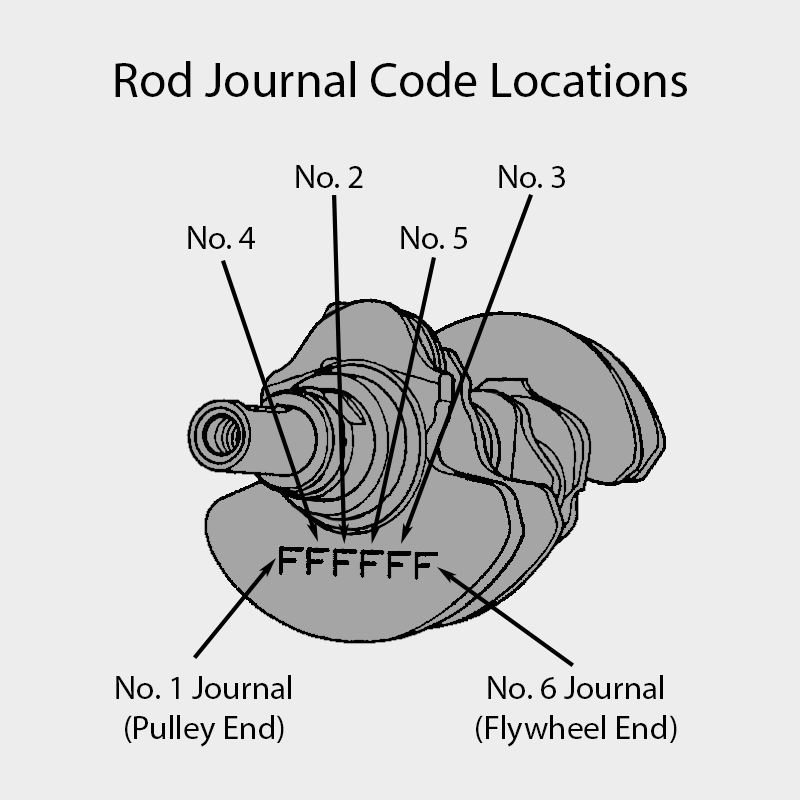 Rod Journal Code Locations
No. 2
No. 3
No. 4
No. 5
FFFFFF
No. 1 Journal
(Pulley End)
No. 6 Journal
(Flywheel End)